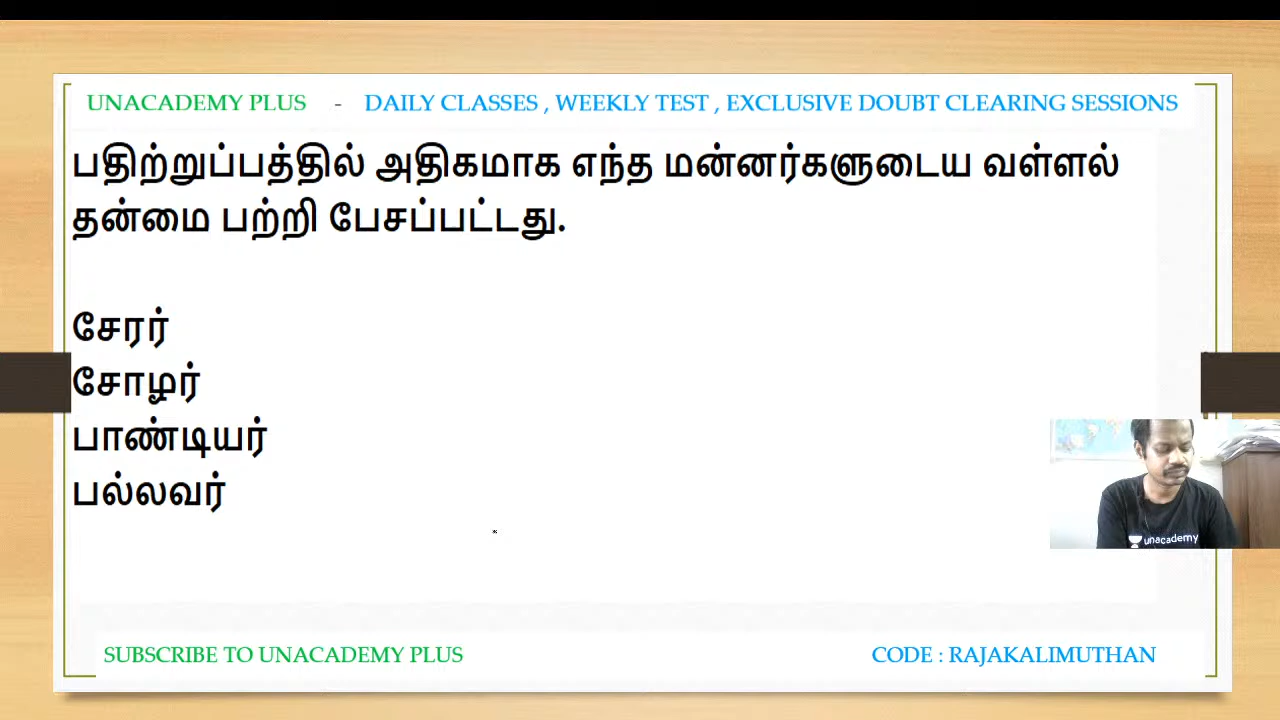 UNACADEMY PLUS - DAILY CLASSES , WEEKLY TEST , EXCLUSIVE DOUBT CLEARING SESSIONS
பதிற்றுப்பத்தில் அதிகமாக எந்த மன்னர்களுடைய வள்ளல்
தன்மை பற்றி பேசப்பட்டது.
சேரர்
சோழர்
பாண்டியர்
பல்லவர்
unacademy
SUBSCRIBE TO UNACADEMY PLUS
CODE : RAJAKALIMUTHAN